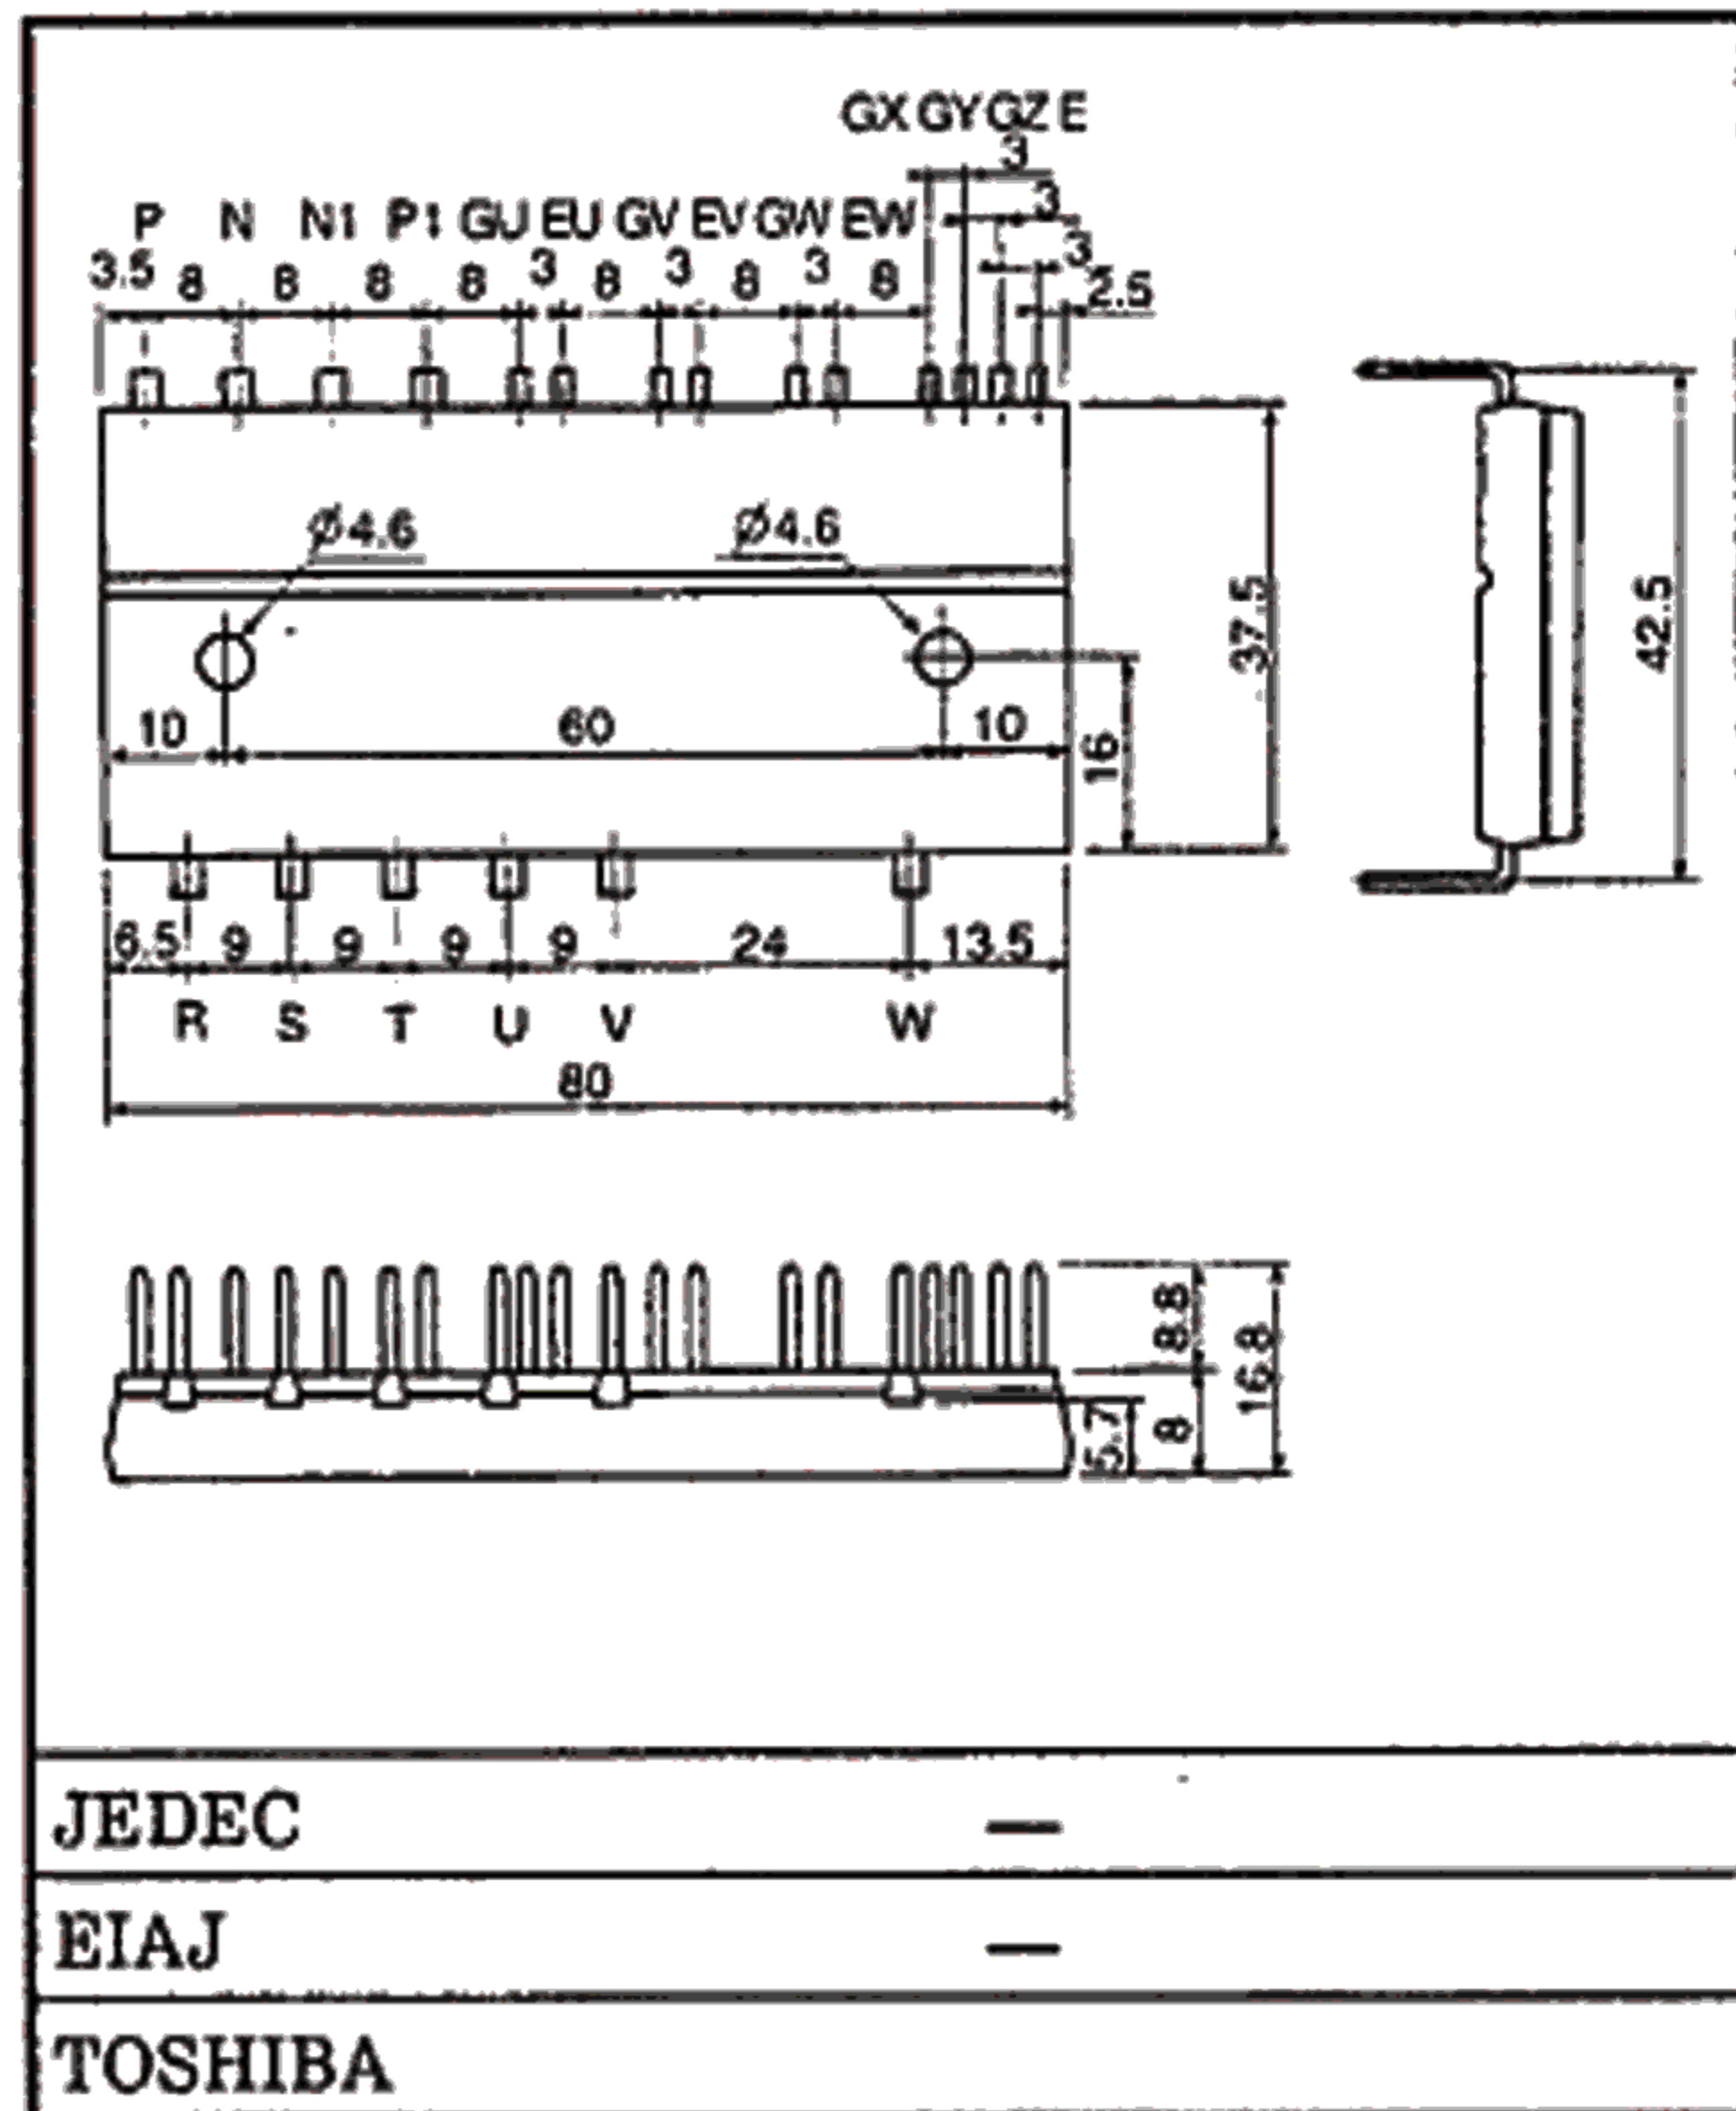 GX GY GZ E
3
P N N1 P1 GU EU GV EV GW EW
3
3.5 8 8 8 8 3 8 3 8 3 8
3
2.5
Ø4.6 Ø4.6
37.5
42.5
10 60 10
16
6.5 9 9 9 9 24 13.5
R S T U V W
80
8.8
16.8
5.7
8
JEDEC —
EIAJ —
TOSHIBA